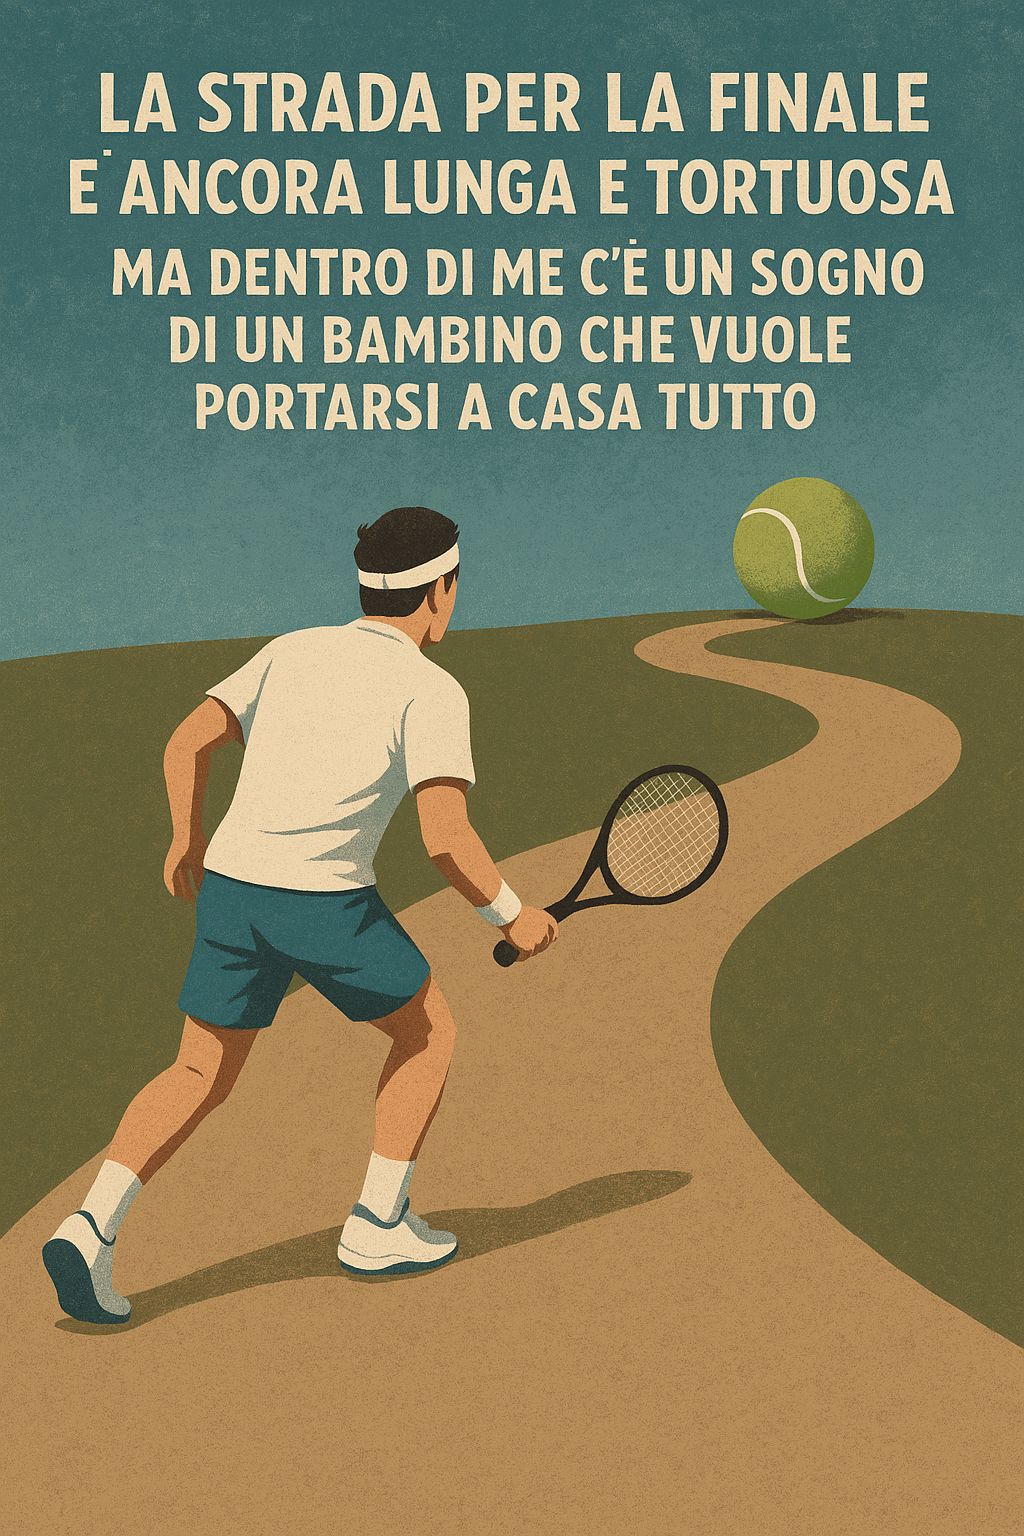 LA STRADA PER LA FINALE
E˙ANCORA LUNGA E TORTUOSA
MA DENTRO DI ME C'Ė UN SOGNO
DI UN BAMBINO CHE VUOLE
PORTARSI A CASA TUTTO